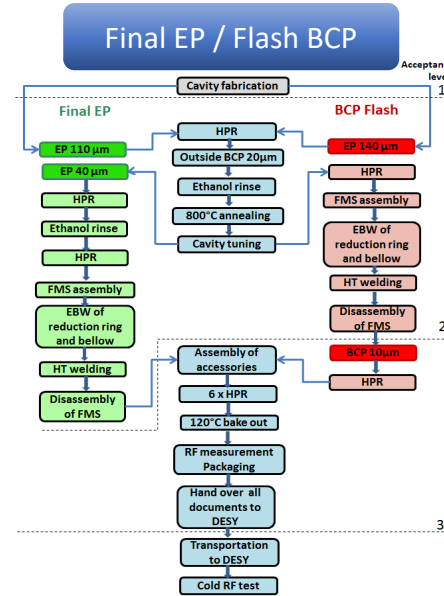 Final EP / Flash BCP
Acceptan
leve
Cavity fabrication
1
Final EP
BCP Flash
HPR
EP 110 µm
EP 140 µm
Outside BCP 20µm
EP 40 µm
HPR
Ethanol rinse
HPR
FMS assembly
800°C annealing
Ethanol rinse
EBW of
reduction ring
and bellow
Cavity tuning
HPR
HT welding
FMS assembly
EBW of
reduction ring
and bellow
Disassembly
of FMS
2
HT welding
Assembly of
accessories
BCP 10µm
HPR
Disassembly
of FMS
6 x HPR
120°C bake out
RF measurement
Packaging
Hand over all
documents to
DESY
3
Transportation
to DESY
Cold RF test